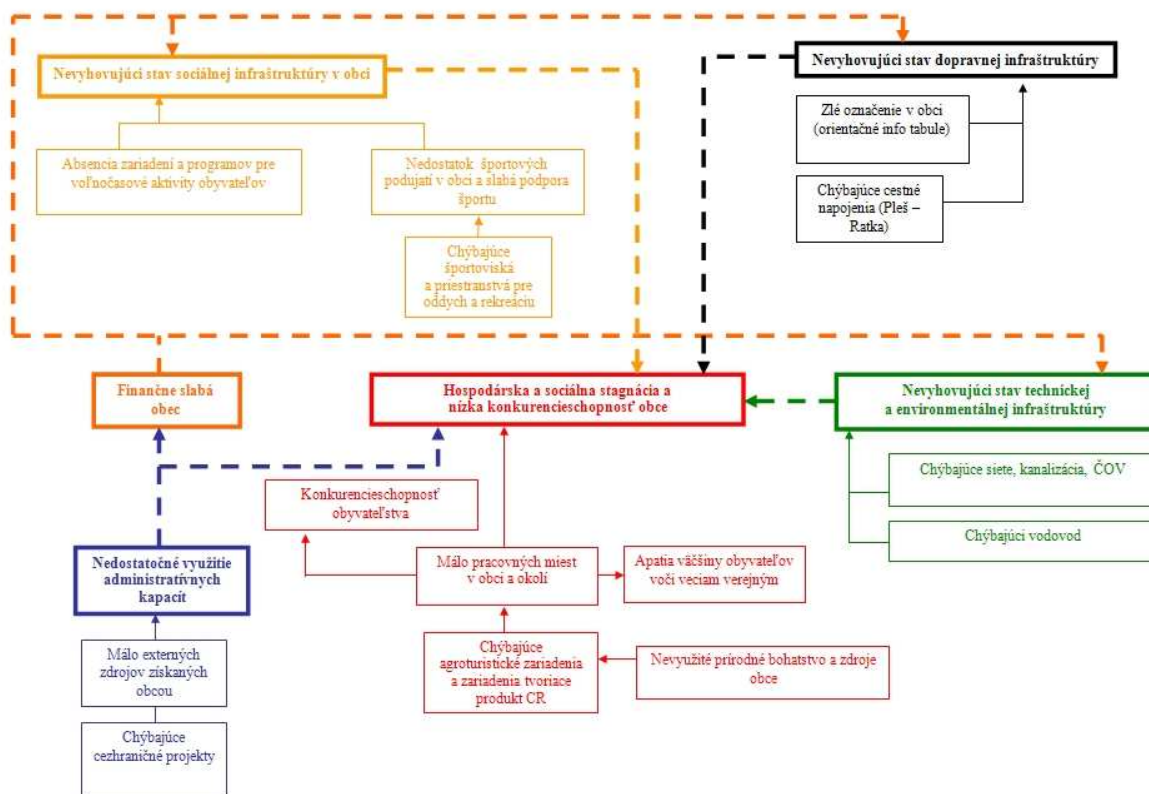 Nevyhovujúci stav sociálnej infraštruktúry v obci
Absencia zariadení a programov pre
voľnočasové aktivity obyvateľov
Nedostatok športových
podujatí v obci a slabá podpora
športu
Chýbajúce
športoviská
a priestranstvá pre
oddych a rekreáciu
Nevyhovujúci stav dopravnej infraštruktúry
Zlé označenie v obci
(orientačné info tabule)
Chýbajúce cestné
napojenia (Pleš –
Ratka)
Finančne slabá
obec
Hospodárska a sociálna stagnácia a
nízka konkurencieschopnosť obce
Nevyhovujúci stav technickej
a environmentálnej infraštruktúry
Chýbajúce siete, kanalizácia, ČOV
Chýbajúci vodovod
Konkurencieschopnosť
obyvateľstva
Nedostatočné využitie
administratívnych
kapacít
Málo pracovných miest
v obci a okolí
Apatia väčšiny obyvateľov
voči veciam verejným
Málo externých
zdrojov získaných
obcou
Chýbajúce
agroturistické zariadenia
a zariadenia tvoriace
produkt CR
Nevyužité prírodné bohatstvo a zdroje
obce
Chýbajúce
cezhraničné projekty